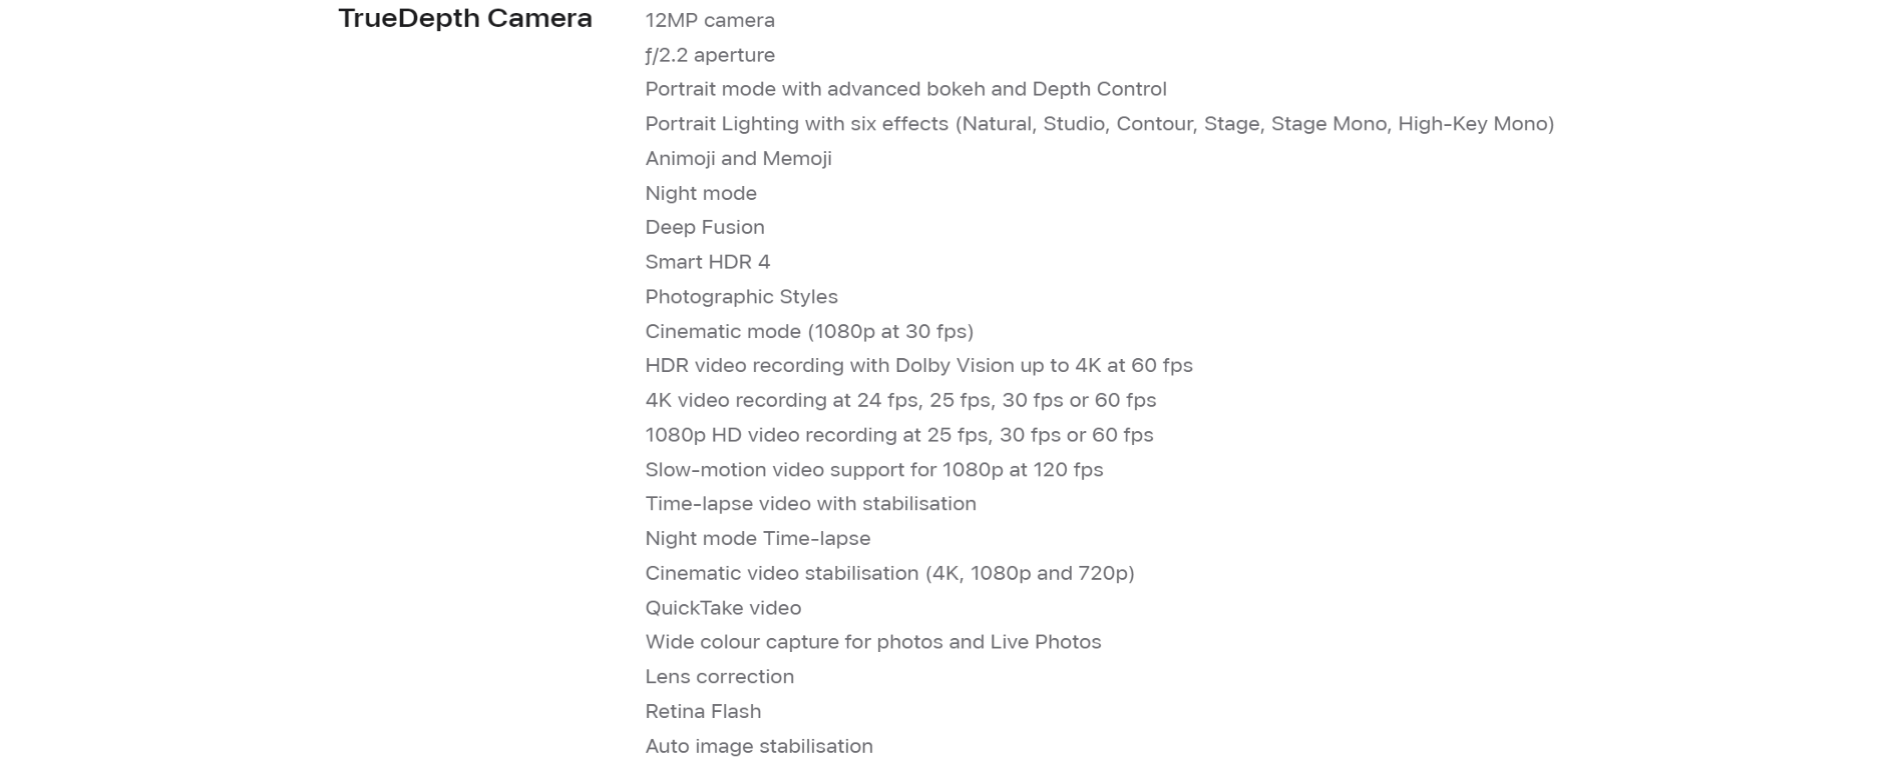 TrueDepth Camera
12MP camera
ƒ/2.2 aperture
Portrait mode with advanced bokeh and Depth Control
Portrait Lighting with six effects (Natural, Studio, Contour, Stage, Stage Mono, High-Key Mono)
Animoji and Memoji
Night mode
Deep Fusion
Smart HDR 4
Photographic Styles
Cinematic mode (1080p at 30 fps)
HDR video recording with Dolby Vision up to 4K at 60 fps
4K video recording at 24 fps, 25 fps, 30 fps or 60 fps
1080p HD video recording at 25 fps, 30 fps or 60 fps
Slow-motion video support for 1080p at 120 fps
Time-lapse video with stabilisation
Night mode Time-lapse
Cinematic video stabilisation (4K, 1080p and 720p)
QuickTake video
Wide colour capture for photos and Live Photos
Lens correction
Retina Flash
Auto image stabilisation